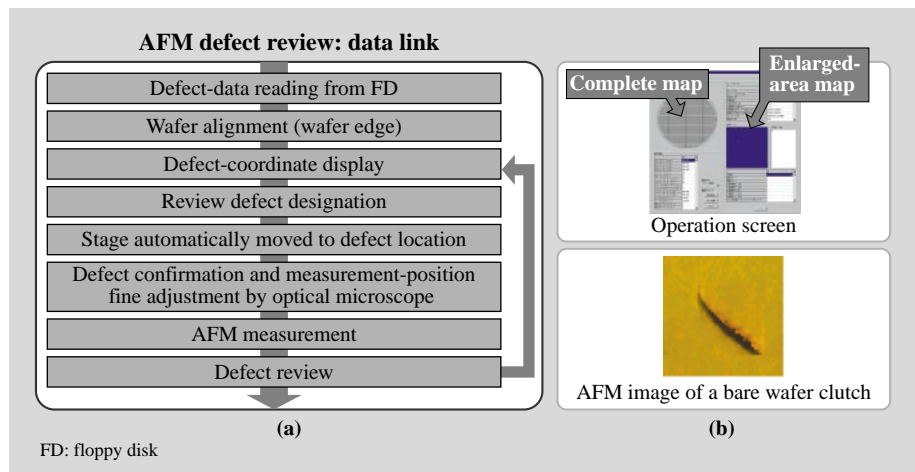 AFM defect review: data link
Defect-data reading from FD
Wafer alignment (wafer edge)
Defect-coordinate display
Review defect designation
Stage automatically moved to defect location
Defect confirmation and measurement-position
fine adjustment by optical microscope
AFM measurement
Defect review
(a)
FD: floppy disk
Complete map
Enlarged-
area map
Operation screen
AFM image of a bare wafer clutch
(b)